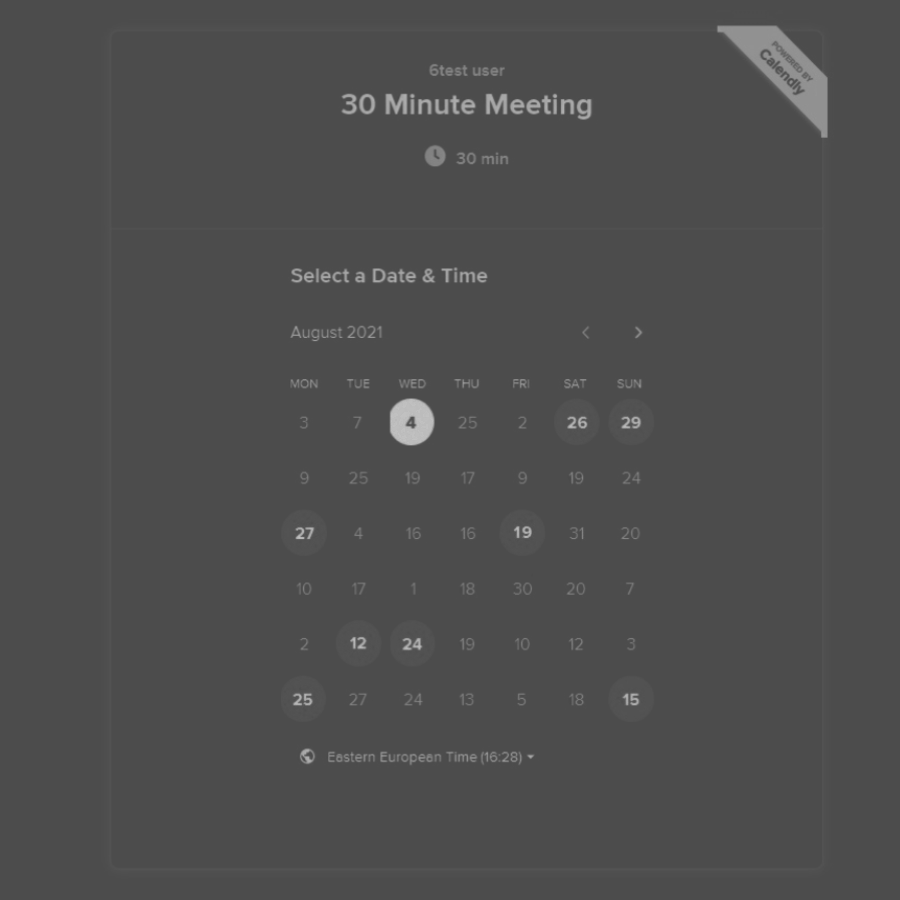 POWERED BY
Calendly
6test user
30 Minute Meeting
30 min
Select a Date & Time
August 2021
MON TUE WED THU FRI SAT SUN
3 7 4 25 2 26 29
9 25 19 17 9 19 24
27 4 16 16 19 31 20
10 17 1 18 30 20 7
2 12 24 19 10 12 3
25 27 24 13 5 18 15
Eastern European Time (16:28)